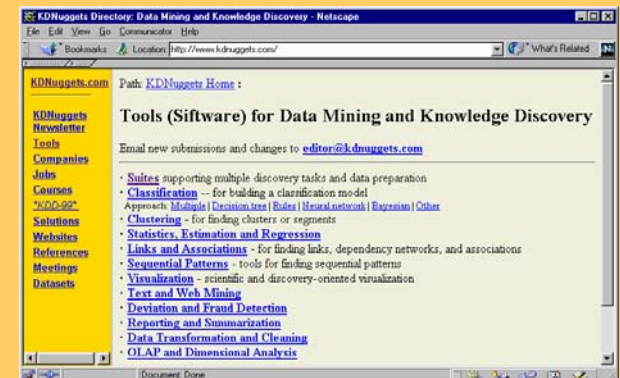 KDNuggets Directory: Data Mining and Knowledge Discovery - Netscape
File Edit View Go Communicator Help
Bookmarks Location: http://www.kdnuggets.com/ What's Related
KDNuggets.com
KDNuggets
Newsletter
Tools
Companies
Jobs
Courses
*KDD-99*
Solutions
Websites
References
Meetings
Datasets
Path: KDNuggets Home :
Tools (Siftware) for Data Mining and Knowledge Discovery
Email new submissions and changes to editor@kdnuggets.com
· Suites supporting multiple discovery tasks and data preparation
· Classification -- for building a classification model
Approach: Multiple | Decision tree | Rules | Neural network | Bayesian | Other
· Clustering - for finding clusters or segments
· Statistics, Estimation and Regression
· Links and Associations - for finding links, dependency networks, and associations
· Sequential Patterns - tools for finding sequential patterns
· Visualization - scientific and discovery-oriented visualization
· Text and Web Mining
· Deviation and Fraud Detection
· Reporting and Summarization
· Data Transformation and Cleaning
· OLAP and Dimensional Analysis
Document: Done